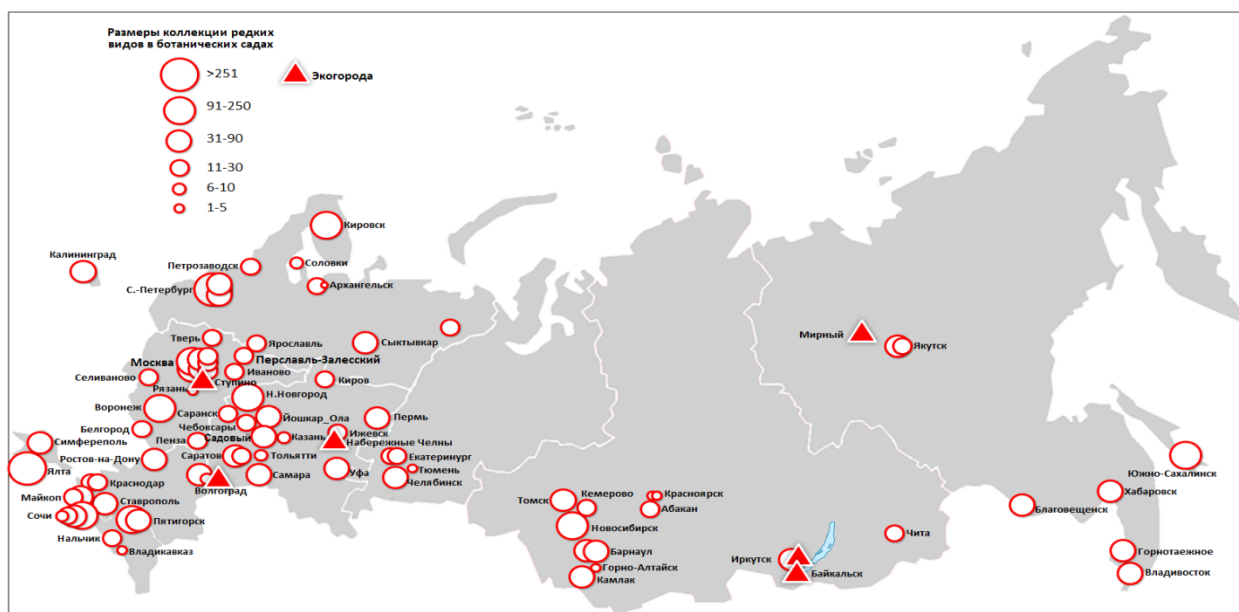 Размеры коллекции редких
видов в ботанических садах
>251
Экогорода
91-250
31-90
11-30
6-10
1-5
Кировск
Калининград
Петрозаводск
Соловки
С.-Петербург
Архангельск
Мирный
Якутск
Тверь
Ярославль
Сыктывкар
Москва
Перславль-Залесский
Селиваново
Ступино
Иваново
Киров
Рязань
Н.Новгород
Воронеж
Саранск
Йошкар_Ола
Пермь
Белгород
Чебоксары
Симферополь
Пенза
Садовый
Казань
Ижевск
Набережные Челны
Ростов-на-Дону
Саратов
Тольятти
Екатеринург
Ялта
Тюмень
Южно-Сахалинск
Краснодар
Волгоград
Самара
Уфа
Челябинск
Майкоп
Ставрополь
Томск
Кемерово
Красноярск
Хабаровск
Абакан
Благовещенск
Сочи
Пятигорск
Новосибирск
Нальчик
Чита
Владикавказ
Барнаул
Иркутск
Горнотаежное
Горно-Алтайск
Байкальск
Владивосток
Камлак